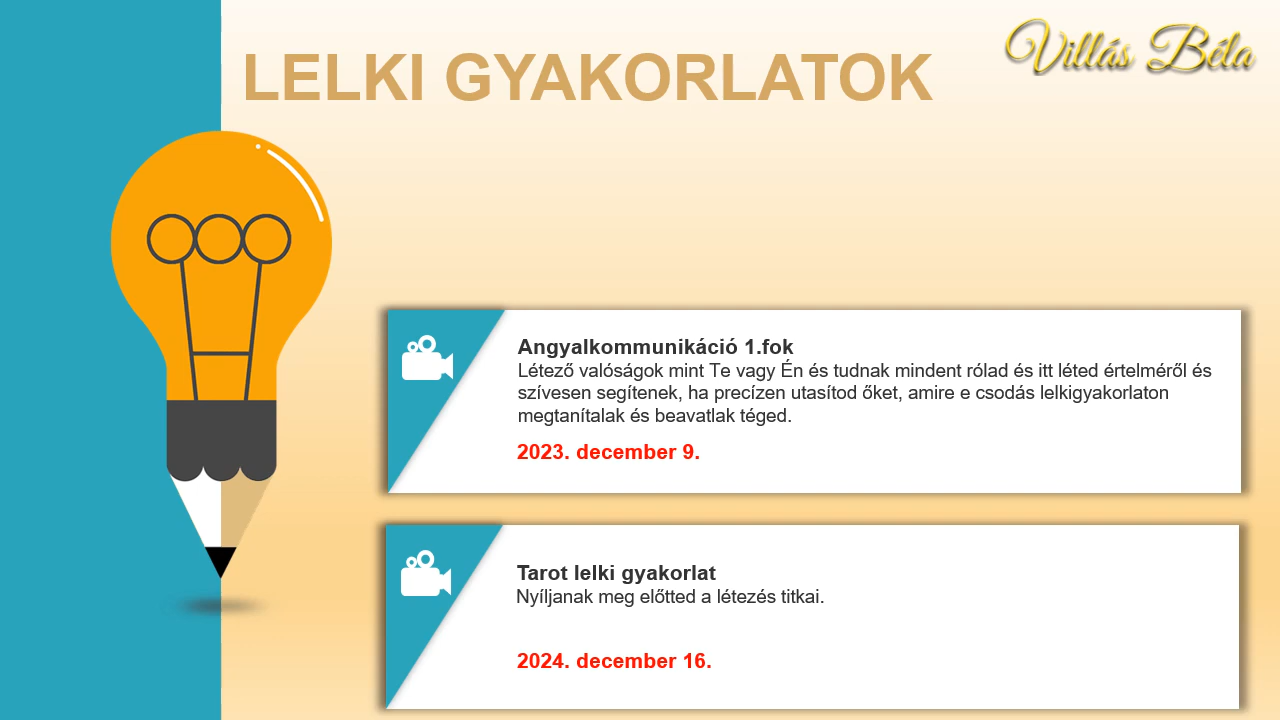 LELKI GYAKORLATOK
Villás Béla
Angyalkommunikáció 1.fok
Létező valóságok mint Te vagy Én és tudnak mindent rólad és itt léted értelméről és
szívesen segítenek, ha precízen utasítod őket, amire e csodás lelkigyakorlaton
megtanítalak és beavatlak téged.
2023. december 9.
Tarot lelki gyakorlat
Nyíljanak meg előtted a létezés titkai.
2024. december 16.